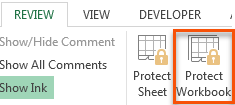 REVIEW VIEW DEVELOPER
Show/Hide Comment
Show All Comments
Show Ink
Protect Sheet
Protect Workbook